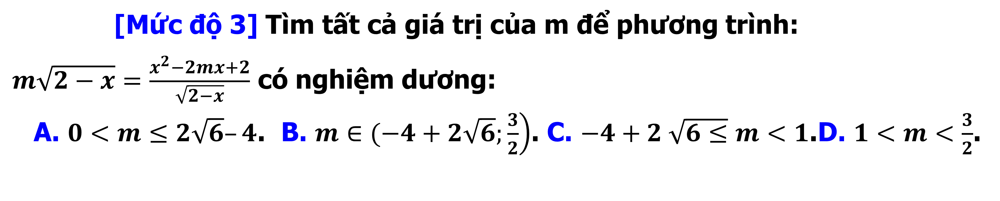 [Mức độ 3] Tìm tất cả giá trị của m để phương trình:
$m\sqrt{2-x} = \frac{x^2-2mx+2}{\sqrt{2-x}}$ có nghiệm dương:
A. $0 < m \leq 2\sqrt{6} – 4$. B. $m \in (-4+2\sqrt{6}; \frac{3}{2})$. C. $-4+2\sqrt{6 \leq} m < 1$.D. $1 < m < \frac{3}{2}$.